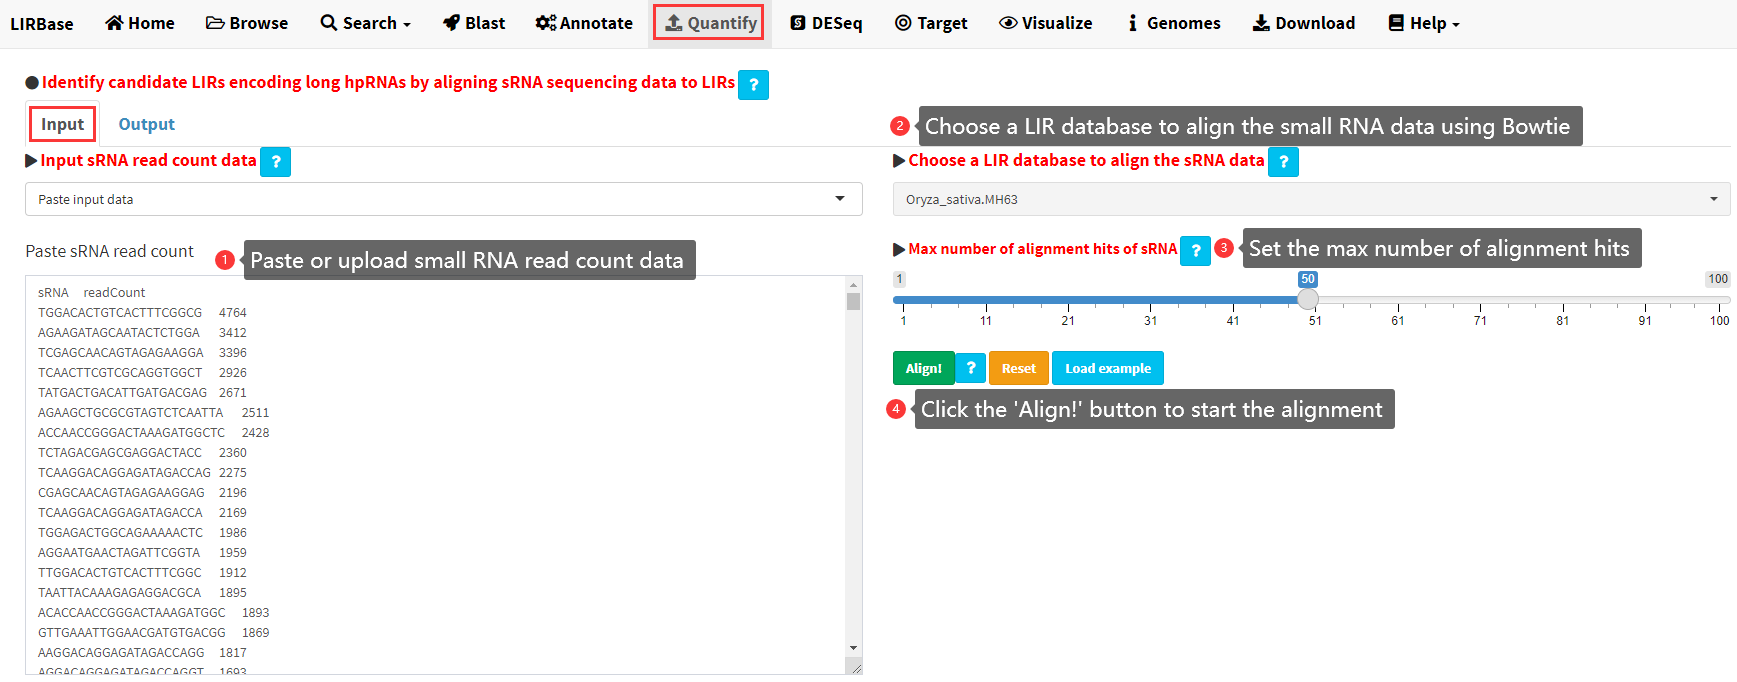 LIRBase Home Browse Search Blast Annotate Quantify DESeq Target Visualize Genomes Download Help
Identify candidate LIRs encoding long hpRNAs by aligning sRNA sequencing data to LIRs ?
Input Output
Input sRNA read count data ?
Paste input data
Paste sRNA read count
1 Paste or upload small RNA read count data
sRNA readCount
TGGACACTGTCACTTTCGGCG 4764
AGAAGATAGCAATACTCTGGA 3412
TCGAGCAACAGTAGAGAAGGA 3396
TCAACTTCGTCGCAGGTGGCT 2926
TATGACTGACATTGATGACGAG 2671
AGAAGCTGCGCGTAGTCTCAATTA 2511
ACCAACCGGGACTAAAGATGGCTC 2428
TCTAGACGAGCGAGGACTACC 2360
TCAAGGACAGGAGATAGACCAG 2275
CGAGCAACAGTAGAGAAGGAG 2196
TCAAGGACAGGAGATAGACCA 2169
TGGAGACTGGCAGAAAAACTC 1986
AGGAATGAACTAGATTCGGTA 1959
TTGGACACTGTCACTTTCGGC 1912
TAATTACAAAGAGAGGACGCA 1895
ACACCAACCGGGACTAAAGATGGC 1893
GTTGAAATTGGAACGATGTGACGG 1869
AAGGACAGGAGATAGACCAGG 1817
AGGACAGGAGATAGACCAGGT 1693
2 Choose a LIR database to align the small RNA data using Bowtie
Choose a LIR database to align the sRNA data ?
Oryza_sativa.MH63
Max number of alignment hits of sRNA ? 3 Set the max number of alignment hits
1 50 100
1 11 21 31 41 51 61 71 81 91 100
Align! ? Reset Load example
4 Click the 'Align!' button to start the alignment